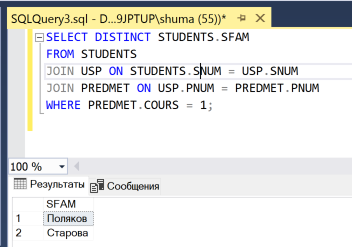 SQLQuery3.sql - D...9JPTUP\shuma (55))*
SELECT DISTINCT STUDENTS.SFAM
FROM STUDENTS
JOIN USP ON STUDENTS.SNUM = USP.SNUM
JOIN PREDMET ON USP.PNUM = PREDMET.PNUM
WHERE PREDMET.COURS = 1;
100 %
Результаты Сообщения
SFAM
1 Поляков
2 Старова